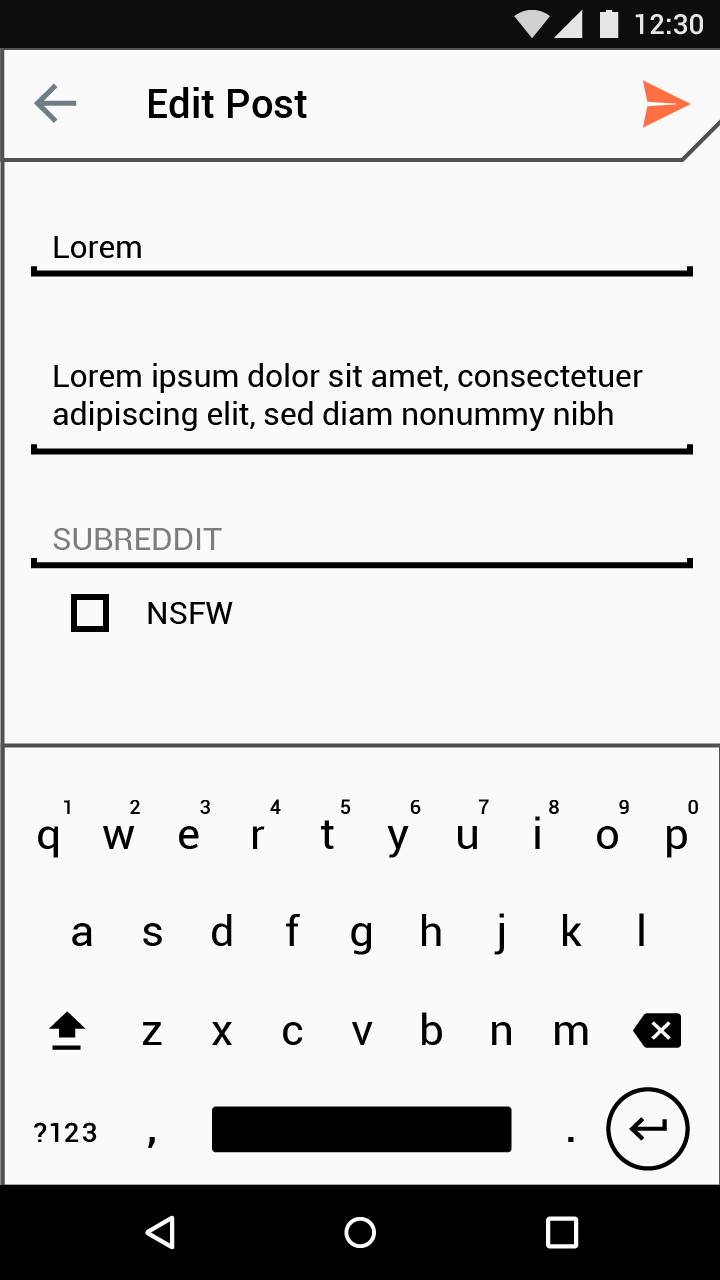 12:30
Edit Post
Lorem
Lorem ipsum dolor sit amet, consectetuer
adipiscing elit, sed diam nonummy nibh
SUBREDDIT
NSFW
1 2 3 4 5 6 7 8 9 0
q w e r t y u i o p
a s d f g h j k l
z x c v b n m
?123 , .